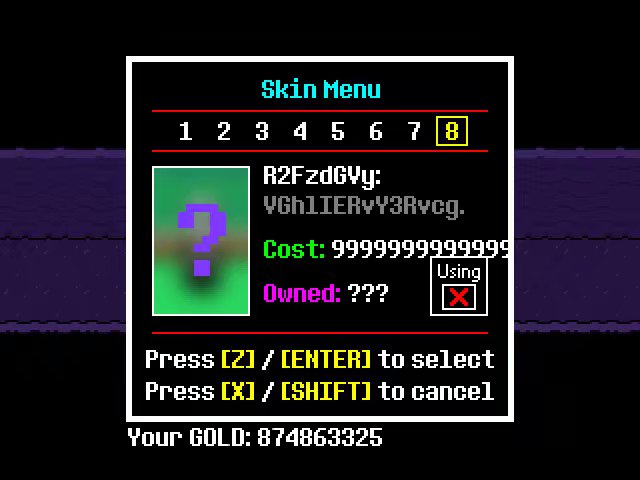 Skin Menu
1 2 3 4 5 6 7 8
?
R2FzdGVy:
VGhlIERvY3Rvcg.
Cost: 99999999999999
Using
Owned: ???
Press [Z] / [ENTER] to select
Press [X] / [SHIFT] to cancel
Your GOLD: 874863325